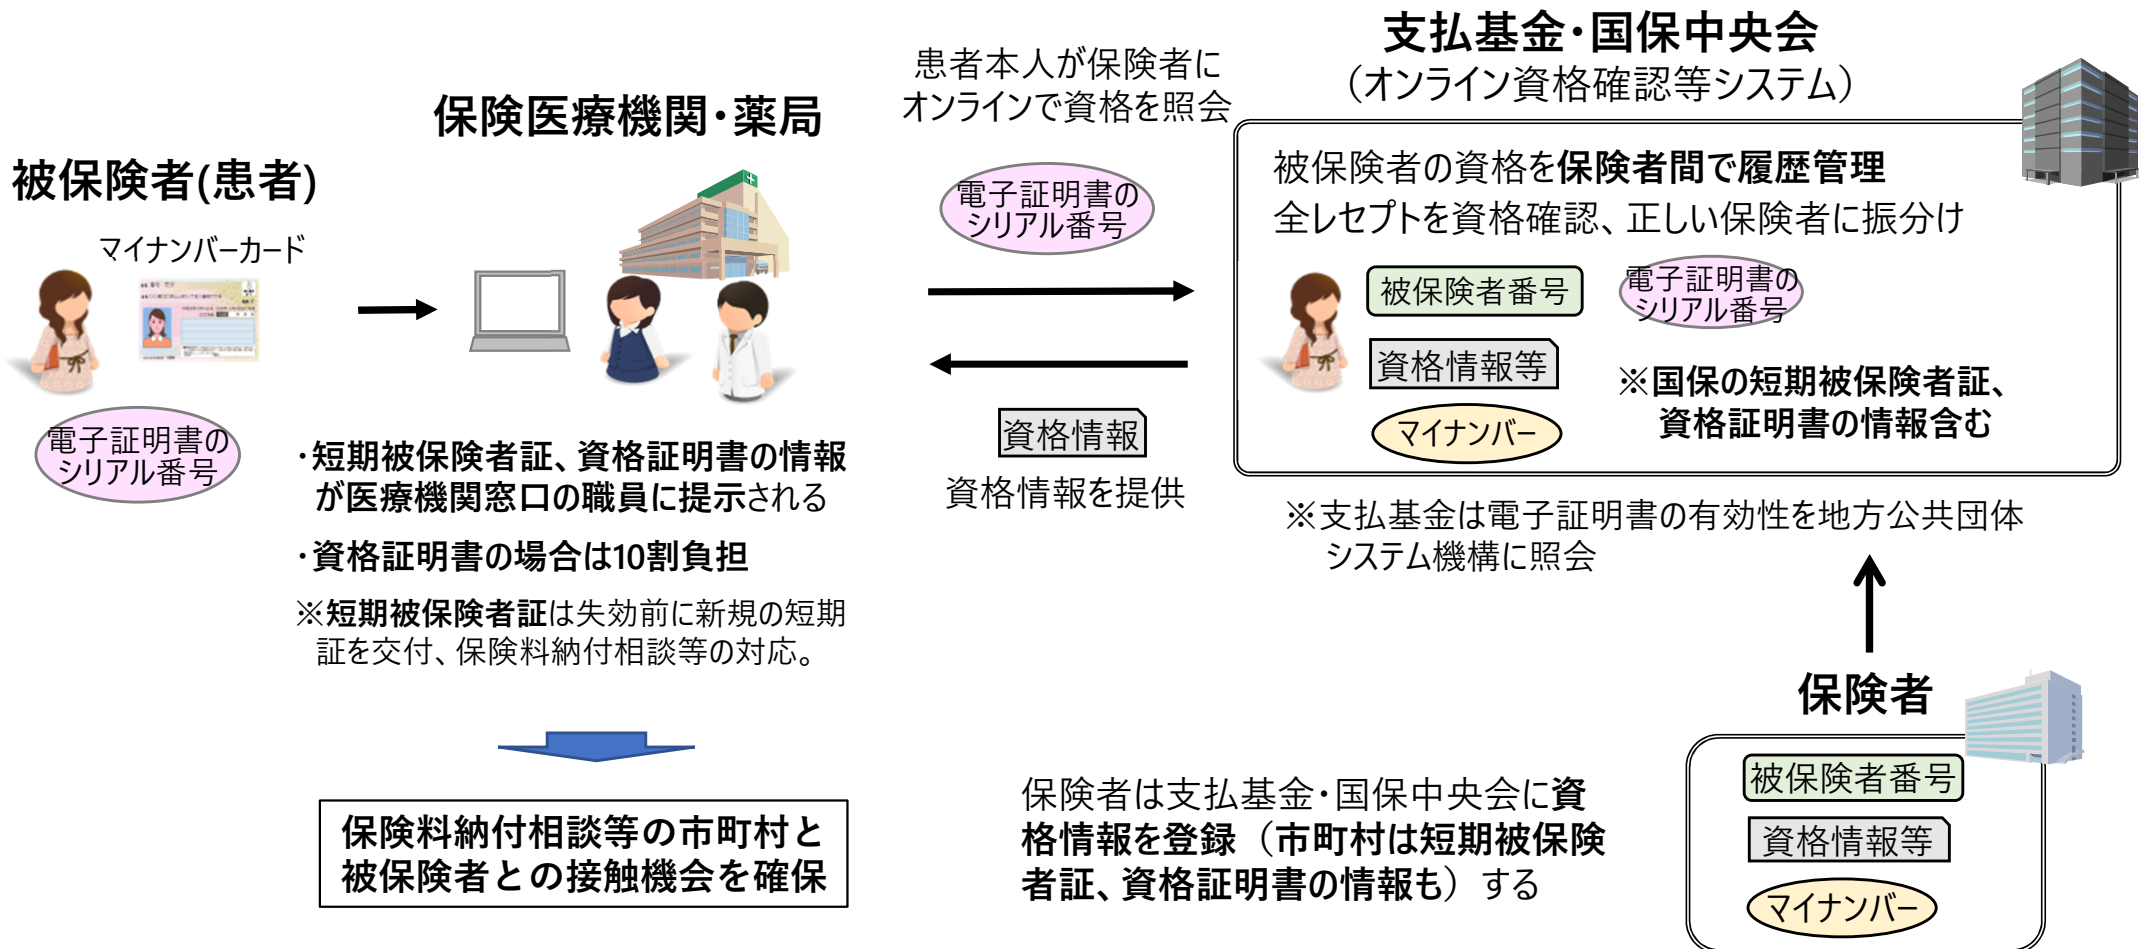 被保険者(患者)
マイナンバーカード
電子証明書の
シリアル番号
保険医療機関・薬局
・短期被保険者証、資格証明書の情報
が医療機関窓口の職員に提示される
・資格証明書の場合は10割負担
※短期被保険者証は失効前に新規の短期
証を交付、保険料納付相談等の対応。
保険料納付相談等の市町村と
被保険者との接触機会を確保
患者本人が保険者に
オンラインで資格を照会
電子証明書の
シリアル番号
資格情報
資格情報を提供
支払基金・国保中央会
（オンライン資格確認等システム）
被保険者の資格を保険者間で履歴管理
全レセプトを資格確認、正しい保険者に振分け
被保険者番号
電子証明書の
シリアル番号
資格情報等
マイナンバー
※国保の短期被保険者証、
資格証明書の情報含む
※支払基金は電子証明書の有効性を地方公共団体
システム機構に照会
保険者
被保険者番号
資格情報等
マイナンバー
保険者は支払基金・国保中央会に資
格情報を登録（市町村は短期被保険
者証、資格証明書の情報も）する